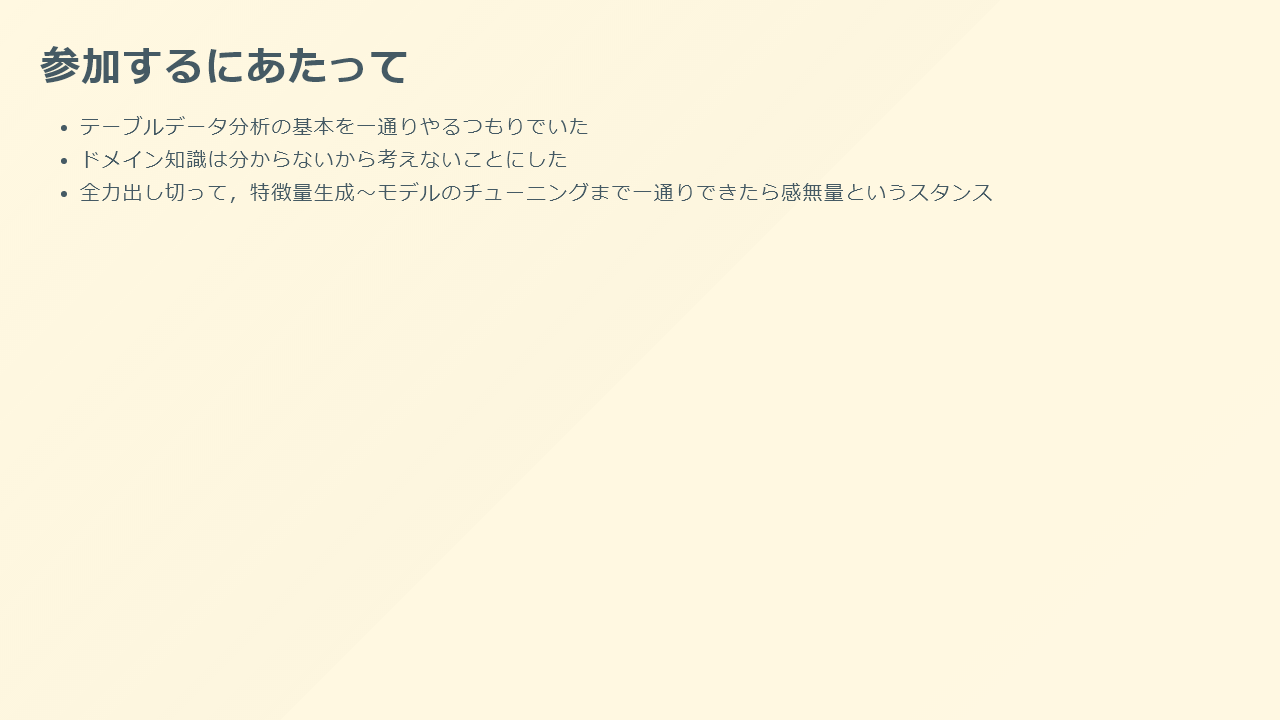 参加するにあたって
• テーブルデータ分析の基本を一通りやるつもりでいた
• ドメイン知識は分からないから考えないことにした
• 全力出し切って，特徴量生成～モデルのチューニングまで一通りできたら感無量というスタンス